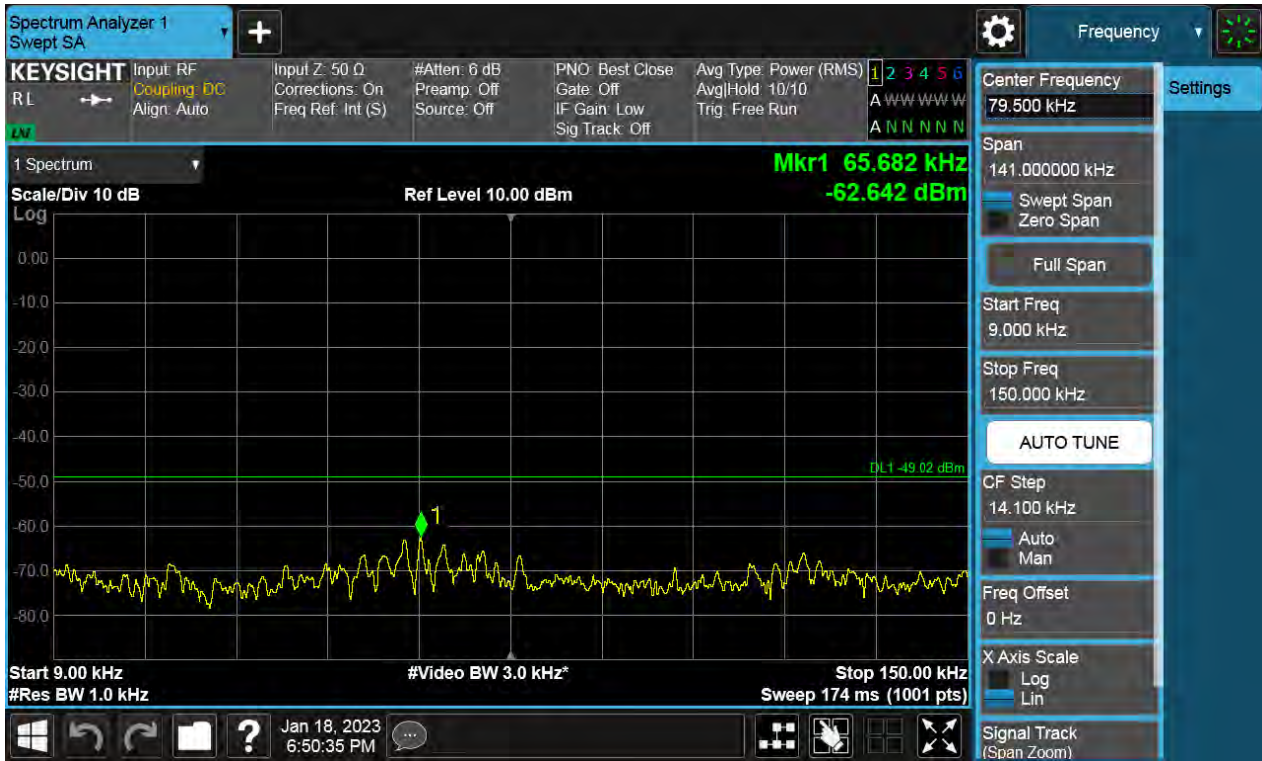 Spectrum Analyzer 1
Swept SA
Frequency
KEYSIGHT
RL
Input: RF
Coupling: DC
Align: Auto
Input Z: 50 Ω
Corrections: On
Freq Ref: Int (S)
#Atten: 6 dB
Preamp: Off
Source: Off
PNO: Best Close
Gate: Off
IF Gain: Low
Sig Track: Off
Avg Type: Power (RMS)
Avg|Hold: 10/10
Trig: Free Run
1 2 3 4 5 6
A W W W W W
A N N N N N
1 Spectrum
Scale/Div 10 dB
Log
Ref Level 10.00 dBm
Mkr1 65.682 kHz
-62.642 dBm
0.00
-10.0
-20.0
-30.0
-40.0
-50.0
-60.0
-70.0
-80.0
DL1 -49.02 dBm
1
Start 9.00 kHz
#Res BW 1.0 kHz
#Video BW 3.0 kHz*
Stop 150.00 kHz
Sweep 174 ms (1001 pts)
Center Frequency
79.500 kHz
Settings
Span
141.000000 kHz
Swept Span
Zero Span
Full Span
Start Freq
9.000 kHz
Stop Freq
150.000 kHz
AUTO TUNE
CF Step
14.100 kHz
Auto
Man
Freq Offset
0 Hz
X Axis Scale
Log
Lin
Signal Track
(Span Zoom)
?
Jan 18, 2023
6:50:35 PM